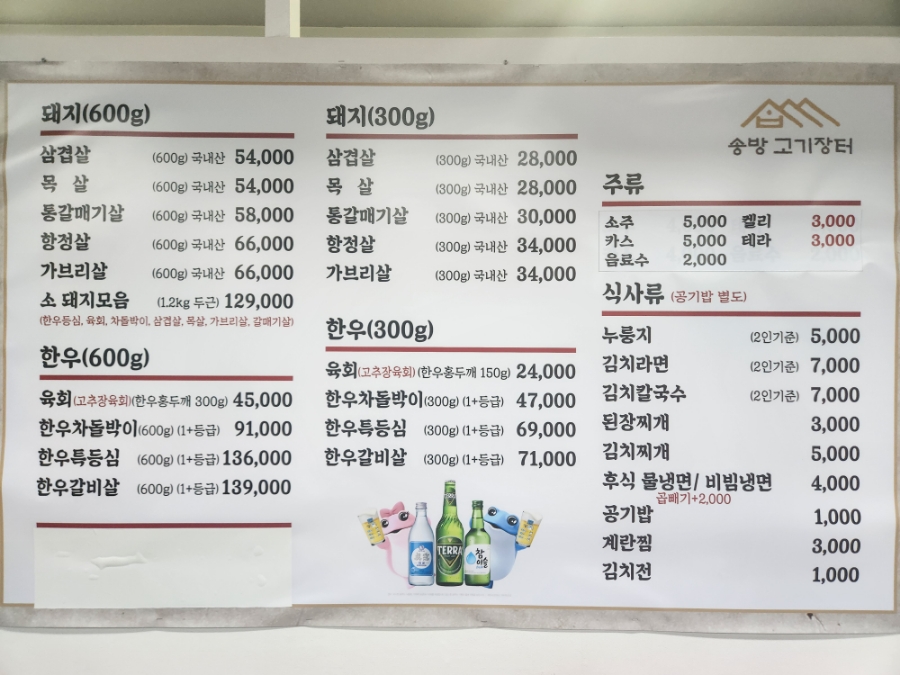 돼지(600g)
삼겹살 (600g) 국내산 54,000
목 살 (600g) 국내산 54,000
통갈매기살 (600g) 국내산 58,000
항정살 (600g) 국내산 66,000
가브리살 (600g) 국내산 66,000
소 돼지모음 (1.2kg 두근) 129,000
(한우등심, 육회, 차돌박이, 삼겹살, 목살, 가브리살, 갈매기살)
한우(600g)
육회(고추장육회)(한우홍두깨 300g) 45,000
한우차돌박이(600g) (1+등급) 91,000
한우특등심 (600g) (1+등급) 136,000
한우갈비살 (600g) (1+등급) 139,000
돼지(300g)
삼겹살 (300g) 국내산 28,000
목 살 (300g) 국내산 28,000
통갈매기살 (300g) 국내산 30,000
항정살 (300g) 국내산 34,000
가브리살 (300g) 국내산 34,000
한우(300g)
육회(고추장육회) (한우홍두깨 150g) 24,000
한우차돌박이(300g) (1+등급) 47,000
한우특등심 (300g) (1+등급) 69,000
한우갈비살 (300g) (1+등급) 71,000
TERRA
참이슬
송방 고기장터
주류
소주 5,000 켈리 3,000
카스 5,000 테라 3,000
음료수 2,000
식사류 (공기밥 별도)
누룽지 (2인기준) 5,000
김치라면 (2인기준) 7,000
김치칼국수 (2인기준) 7,000
된장찌개 3,000
김치찌개 5,000
후식 물냉면/ 비빔냉면 4,000
곱빼기+2,000
공기밥 1,000
계란찜 3,000
김치전 1,000